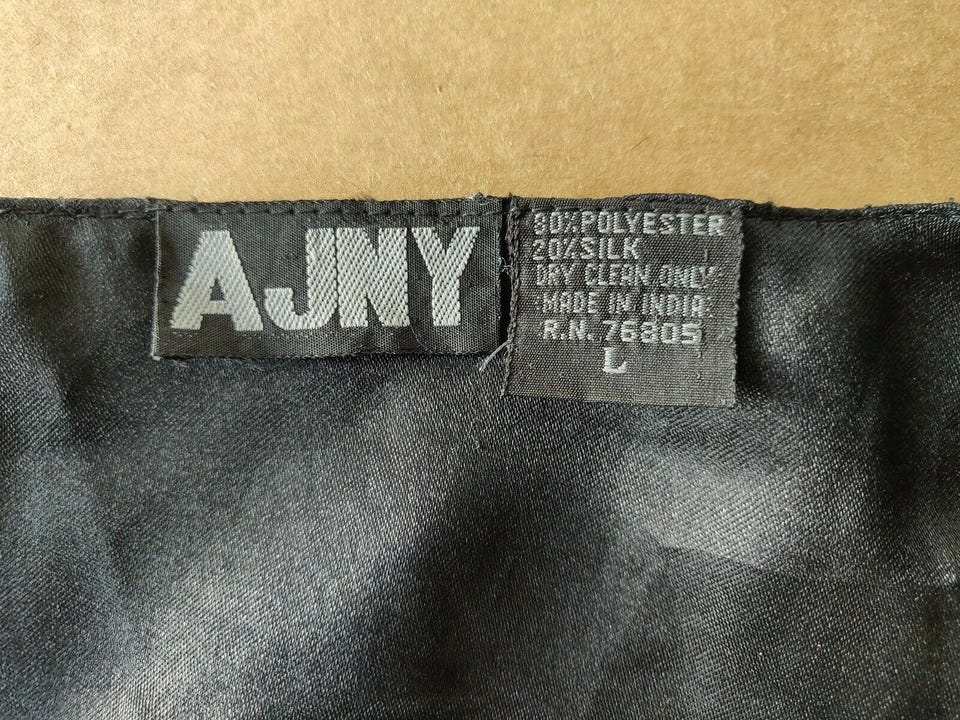 AJNY
80%POLYESTER
20%SILK
DRY CLEAN ONLY
MADE IN INDIA
R.N. 76805
L